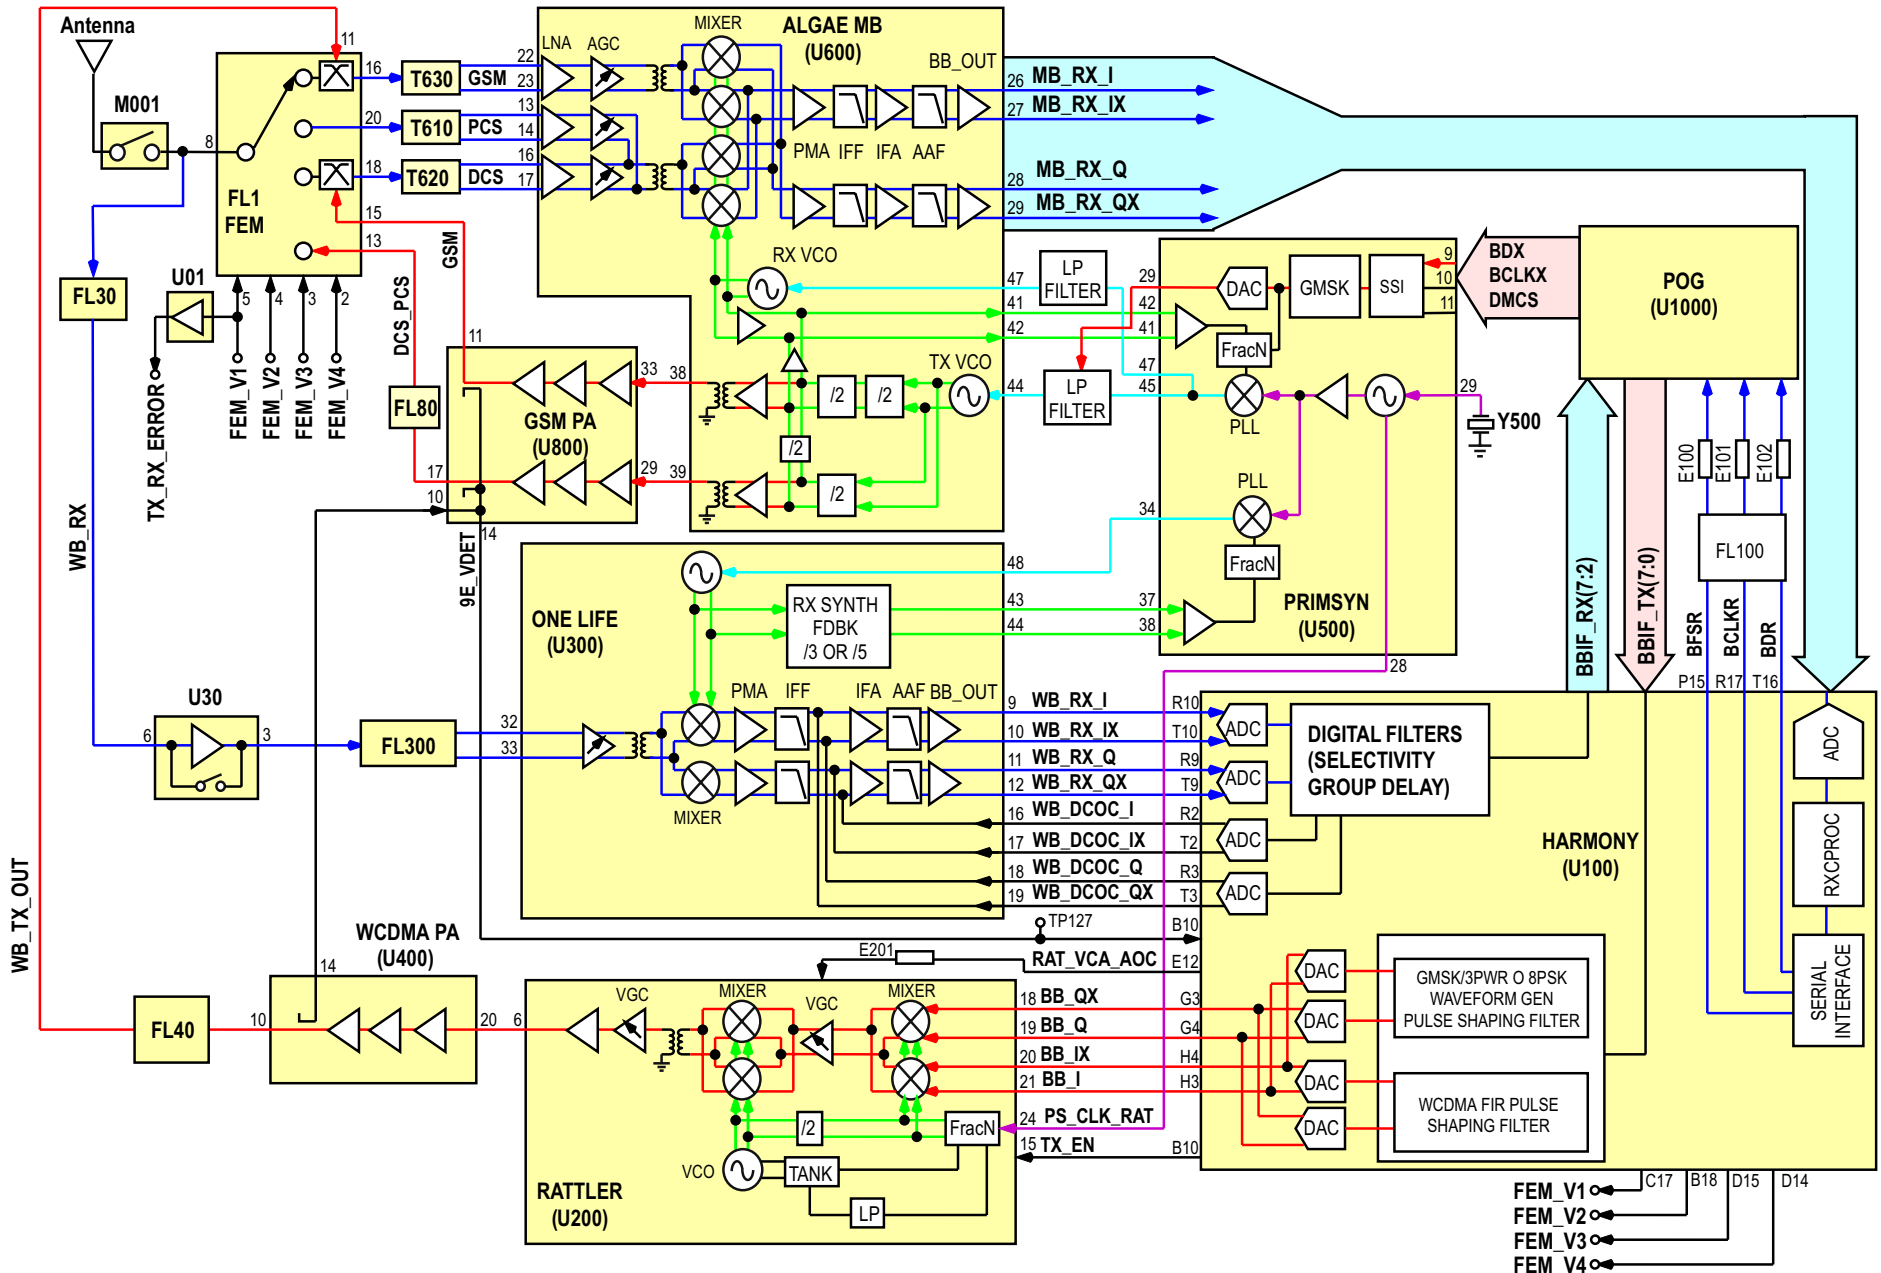 Antenna
M001
8
FL1
FEM
11
16
20
18
15
13
5
4
3
2
T630
T610
T620
GSM
PCS
DCS
22
23
13
14
16
17
LNA
AGC
MIXER
ALGAE MB
(U600)
BB_OUT
PMA
IFF
IFA
AAF
26
MB_RX_I
27
MB_RX_IX
28
MB_RX_Q
29
MB_RX_QX
RX VCO
TX VCO
47
41
42
44
/2
/2
/2
/2
LP
FILTER
LP
FILTER
29
42
41
47
45
34
37
38
DAC
GMSK
SSI
9
10
11
FracN
PLL
PLL
FracN
29
Y500
28
PRIMSYN
(U500)
BDX
BCLKX
DMCS
POG
(U1000)
BBIF_RX(7:2)
BBIF_TX(7:0)
E100
E101
E102
FL100
BFSR
BCLKR
BDR
P15
R17
T16
FL30
U01
TX_RX_ERROR
FEM_V1
FEM_V2
FEM_V3
FEM_V4
DCS_PCS
GSM
FL80
11
33
38
GSM PA
(U800)
17
10
29
39
14
9E_VDET
WB_RX
WB_TX_OUT
U30
6
3
FL300
32
33
ONE LIFE
(U300)
RX SYNTH
FDBK
/3 OR /5
48
43
44
PMA
IFF
IFA
AAF
BB_OUT
MIXER
9
WB_RX_I
R10
10
WB_RX_IX
T10
11
WB_RX_Q
R9
12
WB_RX_QX
T9
16
WB_DCOC_I
R2
17
WB_DCOC_IX
T2
18
WB_DCOC_Q
R3
19
WB_DCOC_QX
T3
TP127
B10
E201
RAT_VCA_AOC
E12
ADC
ADC
ADC
ADC
DIGITAL FILTERS
(SELECTIVITY
GROUP DELAY)
HARMONY
(U100)
ADC
RXCPROC
SERIAL
INTERFACE
WCDMA PA
(U400)
14
10
20
FL40
6
VGC
MIXER
VGC
MIXER
18
BB_QX
G3
19
BB_Q
G4
20
BB_IX
H4
21
BB_I
H3
24
PS_CLK_RAT
15
TX_EN
B10
/2
FracN
VCO
TANK
LP
RATTLER
(U200)
DAC
DAC
DAC
DAC
GMSK/3PWR O 8PSK
WAVEFORM GEN
PULSE SHAPING FILTER
WCDMA FIR PULSE
SHAPING FILTER
C17
B18
D15
D14
FEM_V1
FEM_V2
FEM_V3
FEM_V4